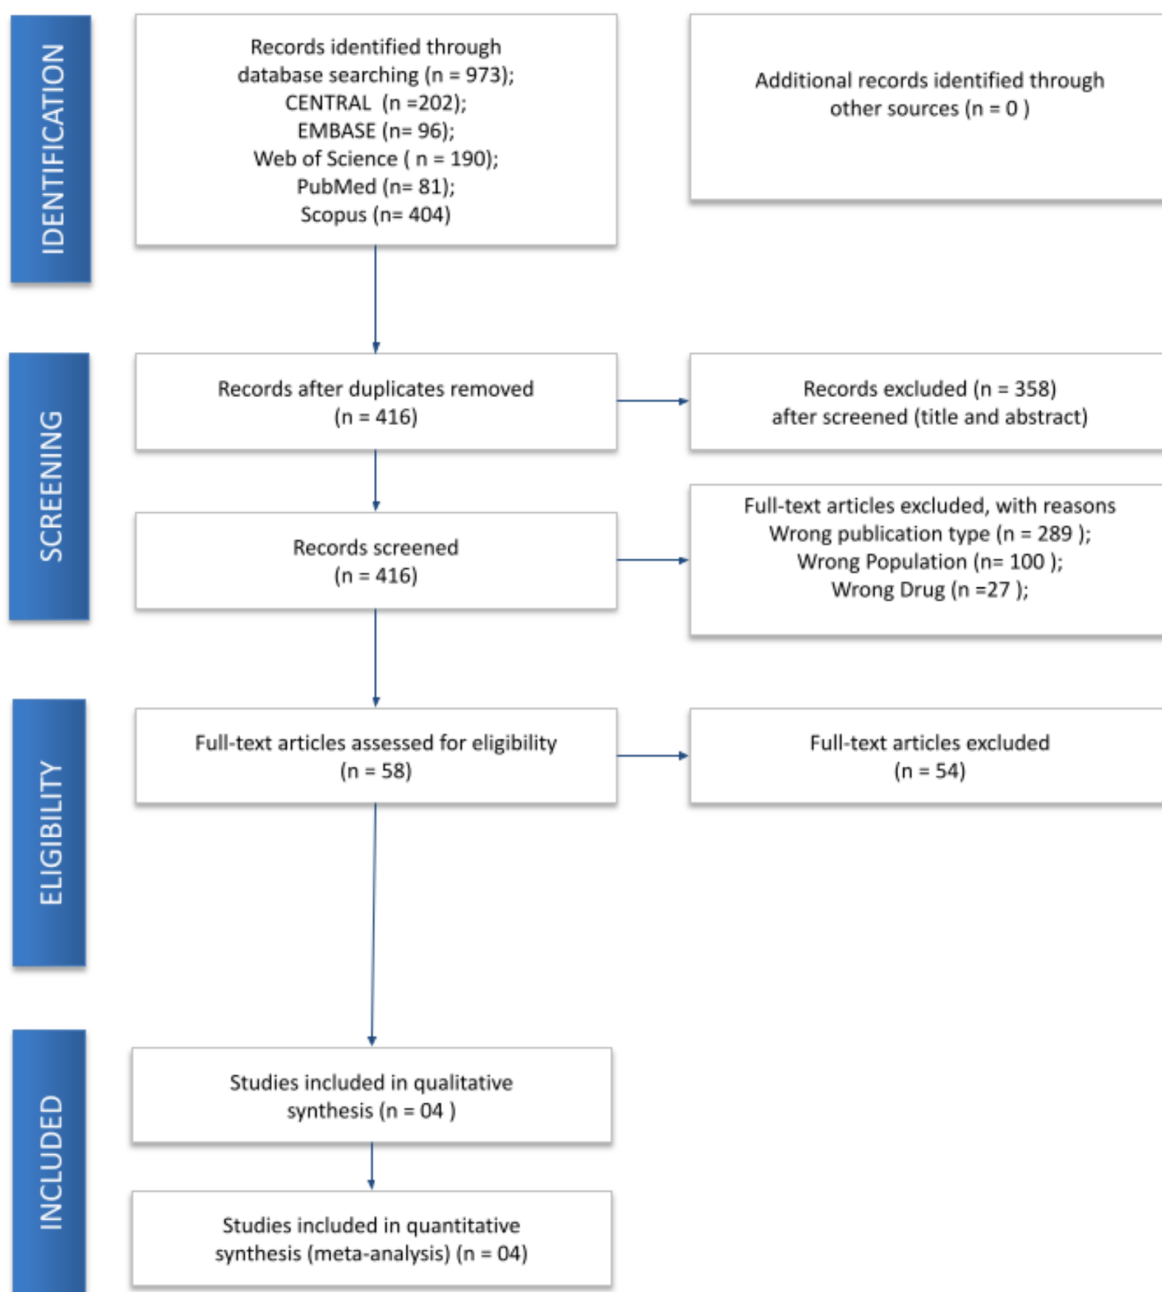 IDENTIFICATION
Records identified through
database searching (n = 973);
CENTRAL  (n =202);
EMBASE (n= 96);
Web of Science ( n = 190);
PubMed (n= 81);
Scopus (n= 404)
Additional records identified through
other sources (n = 0 )
SCREENING
Records after duplicates removed
(n = 416)
Records excluded (n = 358)
after screened (title and abstract)
Records screened
(n = 416)
Full-text articles excluded, with reasons
Wrong publication type (n = 289 );
Wrong Population (n= 100 );
Wrong Drug (n =27 );
ELIGIBILITY
Full-text articles assessed for eligibility
(n = 58)
Full-text articles excluded
(n = 54)
INCLUDED
Studies included in qualitative
synthesis (n = 04 )
Studies included in quantitative
synthesis (meta-analysis) (n = 04)